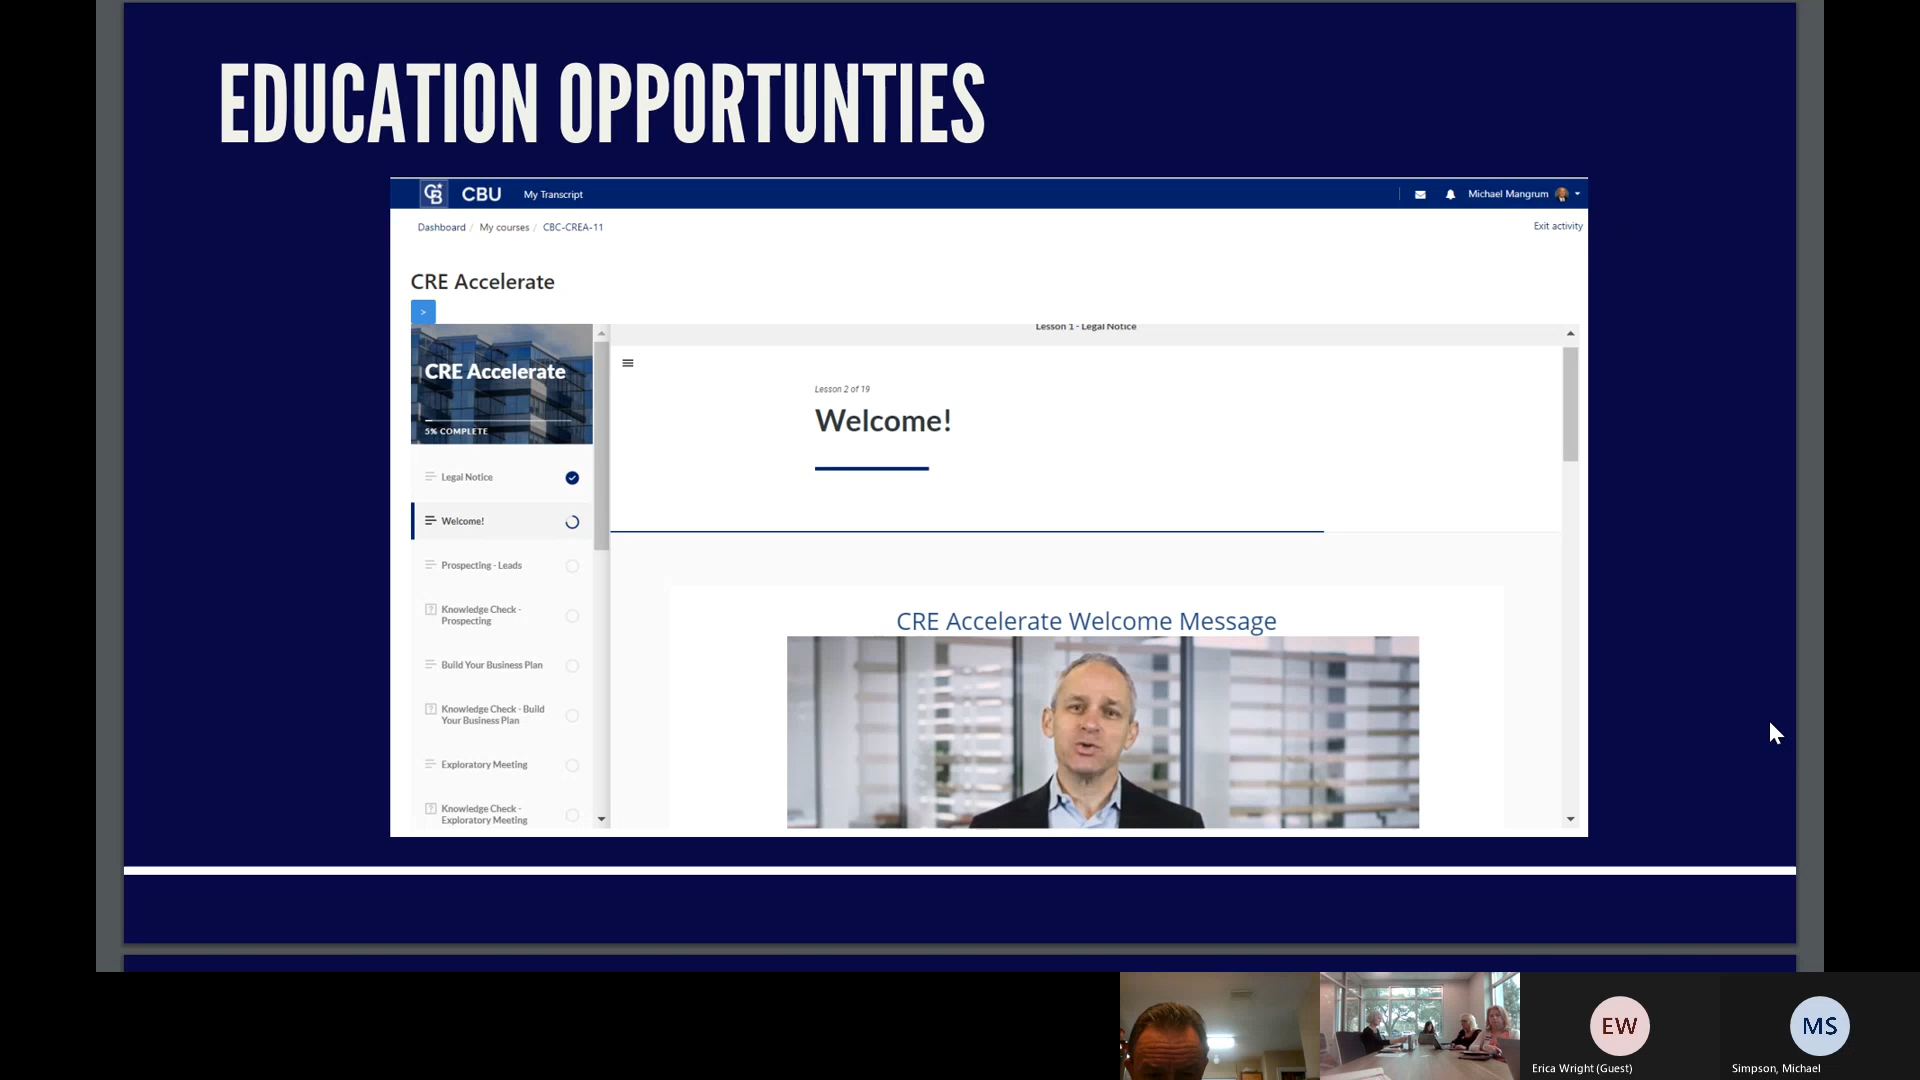 EDUCATION OPPORTUNTIES
CB
CBU
My Transcript
Michael Mangrum
Dashboard / My courses / CBC-CREA-11
Exit activity
CRE Accelerate
>
Lesson 1 - Legal Notice
CRE Accelerate
5% COMPLETE
Lesson 2 of 19
Welcome!
Legal Notice
Welcome!
Prospecting - Leads
Knowledge Check -
Prospecting
Build Your Business Plan
Knowledge Check - Build
Your Business Plan
Exploratory Meeting
Knowledge Check -
Exploratory Meeting
CRE Accelerate Welcome Message
EW
Erica Wright (Guest)
MS
Simpson, Michael